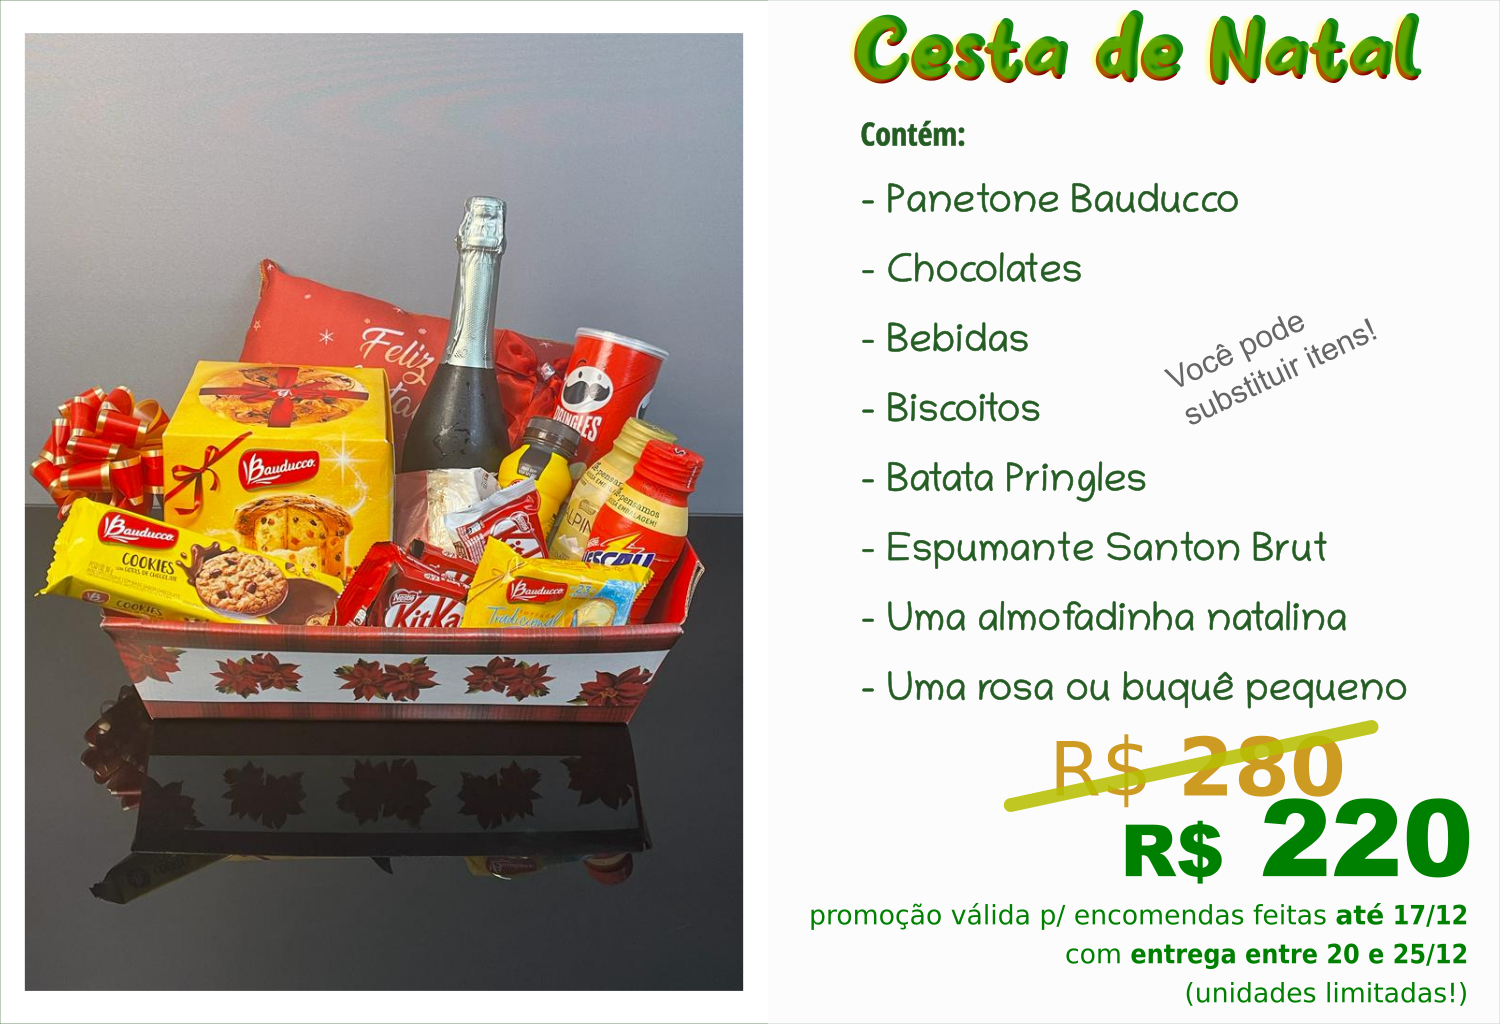 Cesta de Natal
Contém:
- Panetone Bauducco
- Chocolates
- Bebidas
- Biscoitos
- Batata Pringles
- Espumante Santon Brut
- Uma almofadinha natalina
- Uma rosa ou buquê pequeno
Você pode
substituir itens!
R$ 280
R$ 220
promoção válida p/ encomendas feitas até 17/12
com entrega entre 20 e 25/12
(unidades limitadas!)
Feliz
PRINGLES
Bauducco
Bauducco
COOKIES
COOKIES
KitKat
Nestlé
Bauducco
Tradicional